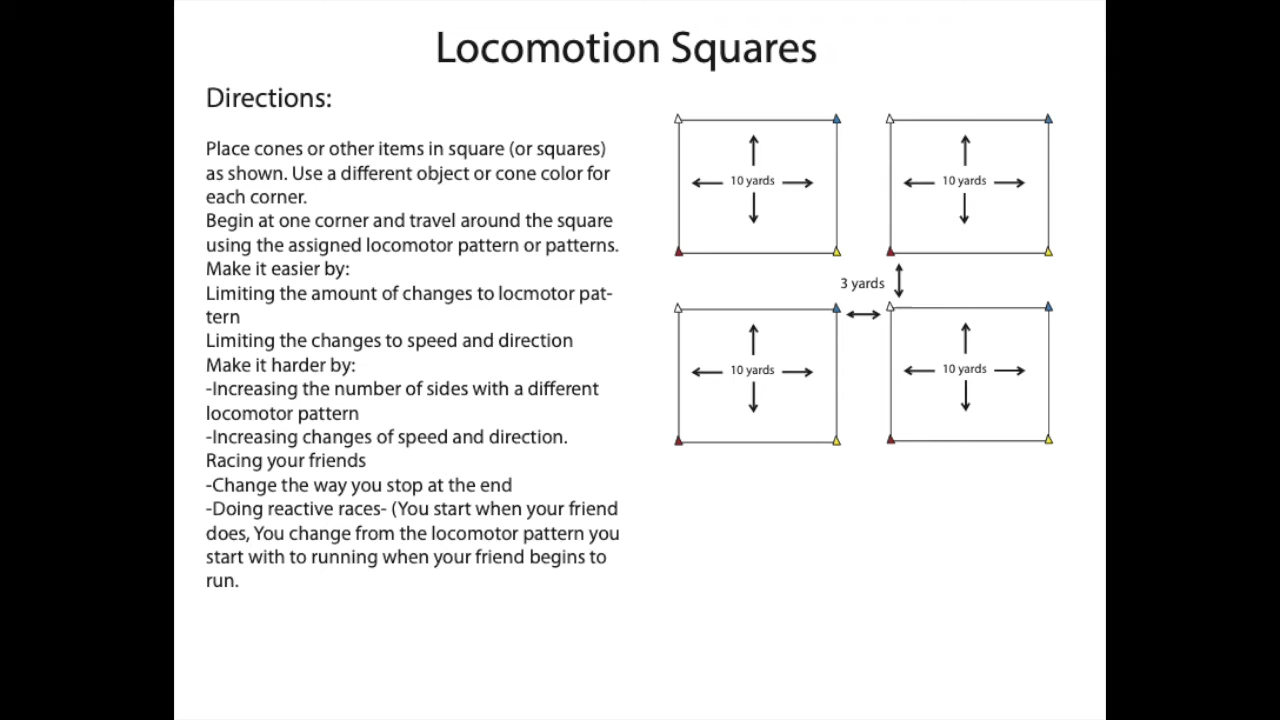 Locomotion Squares
Directions:
Place cones or other items in square (or squares)
as shown. Use a different object or cone color for
each corner.
Begin at one corner and travel around the square
using the assigned locomotor pattern or patterns.
Make it easier by:
Limiting the amount of changes to locmotor pat-
tern
Limiting the changes to speed and direction
Make it harder by:
-Increasing the number of sides with a different
locomotor pattern
-Increasing changes of speed and direction.
Racing your friends
-Change the way you stop at the end
-Doing reactive races- (You start when your friend
does, You change from the locomotor pattern you
start with to running when your friend begins to
run.
10 yards
10 yards
3 yards
10 yards
10 yards